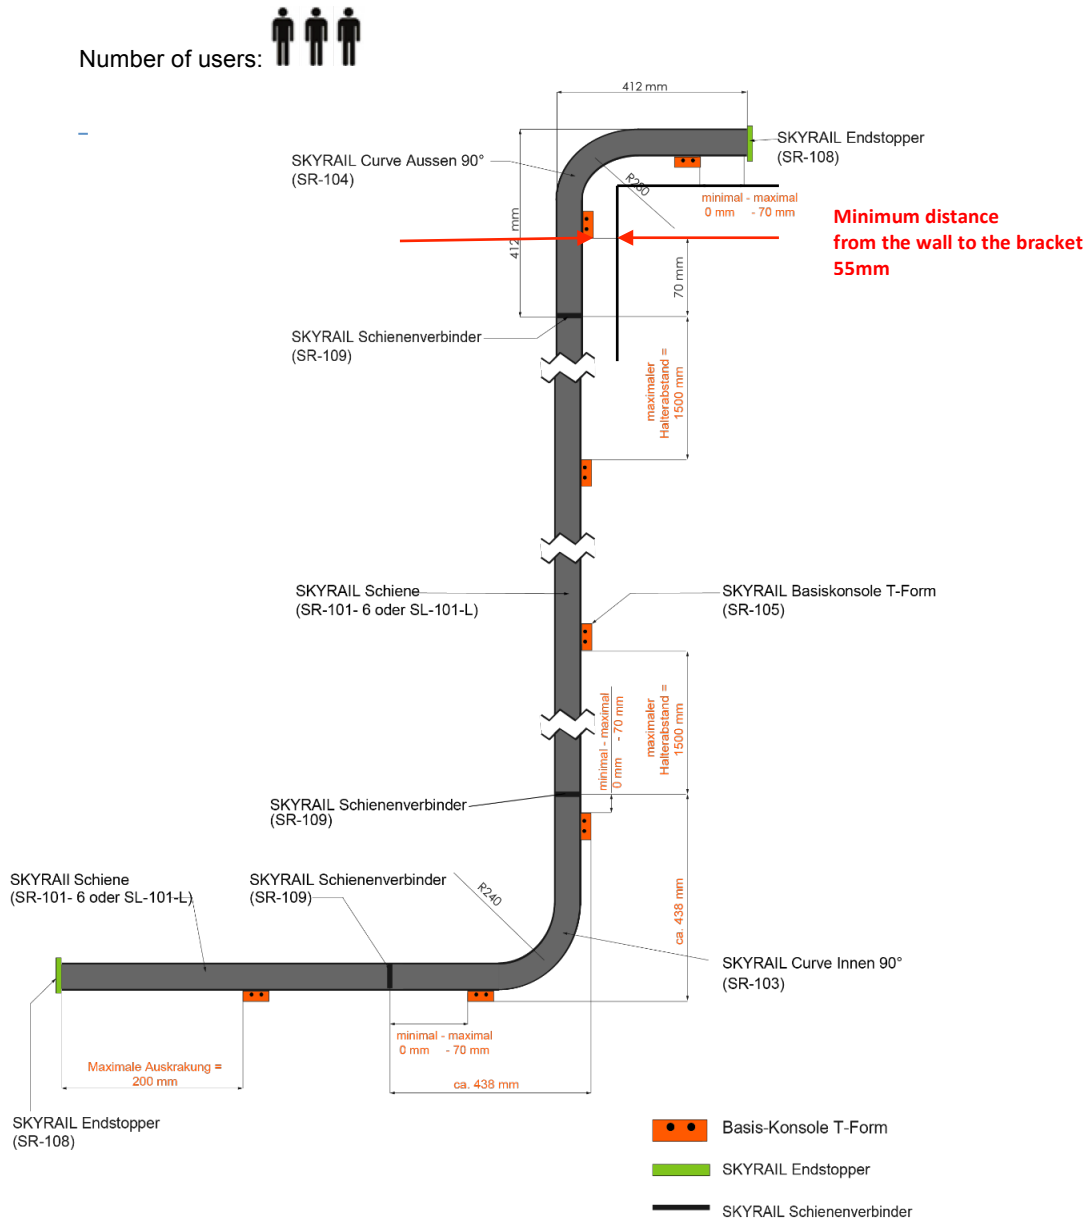 Number of users:
412 mm
SKYRAIL Endstopper
(SR-108)
SKYRAIL Curve Aussen 90°
(SR-104)
R280
minimal - maximal
0 mm - 70 mm
412 mm
Minimum distance
from the wall to the bracket
55mm
70 mm
SKYRAIL Schienenverbinder
(SR-109)
maximaler
Halterabstand =
1500 mm
SKYRAIL Schiene
(SR-101- 6 oder SL-101-L)
SKYRAIL Basiskonsole T-Form
(SR-105)
minimal - maximal
0 mm - 70 mm
maximaler
Halterabstand =
1500 mm
SKYRAIL Schienenverbinder
(SR-109)
SKYRAIl Schiene
(SR-101- 6 oder SL-101-L)
SKYRAIL Schienenverbinder
(SR-109)
R240
ca. 438 mm
SKYRAIL Curve Innen 90°
(SR-103)
minimal - maximal
0 mm - 70 mm
Maximale Auskrakung =
200 mm
ca. 438 mm
SKYRAIL Endstopper
(SR-108)
Basis-Konsole T-Form
SKYRAIL Endstopper
SKYRAIL Schienenverbinder